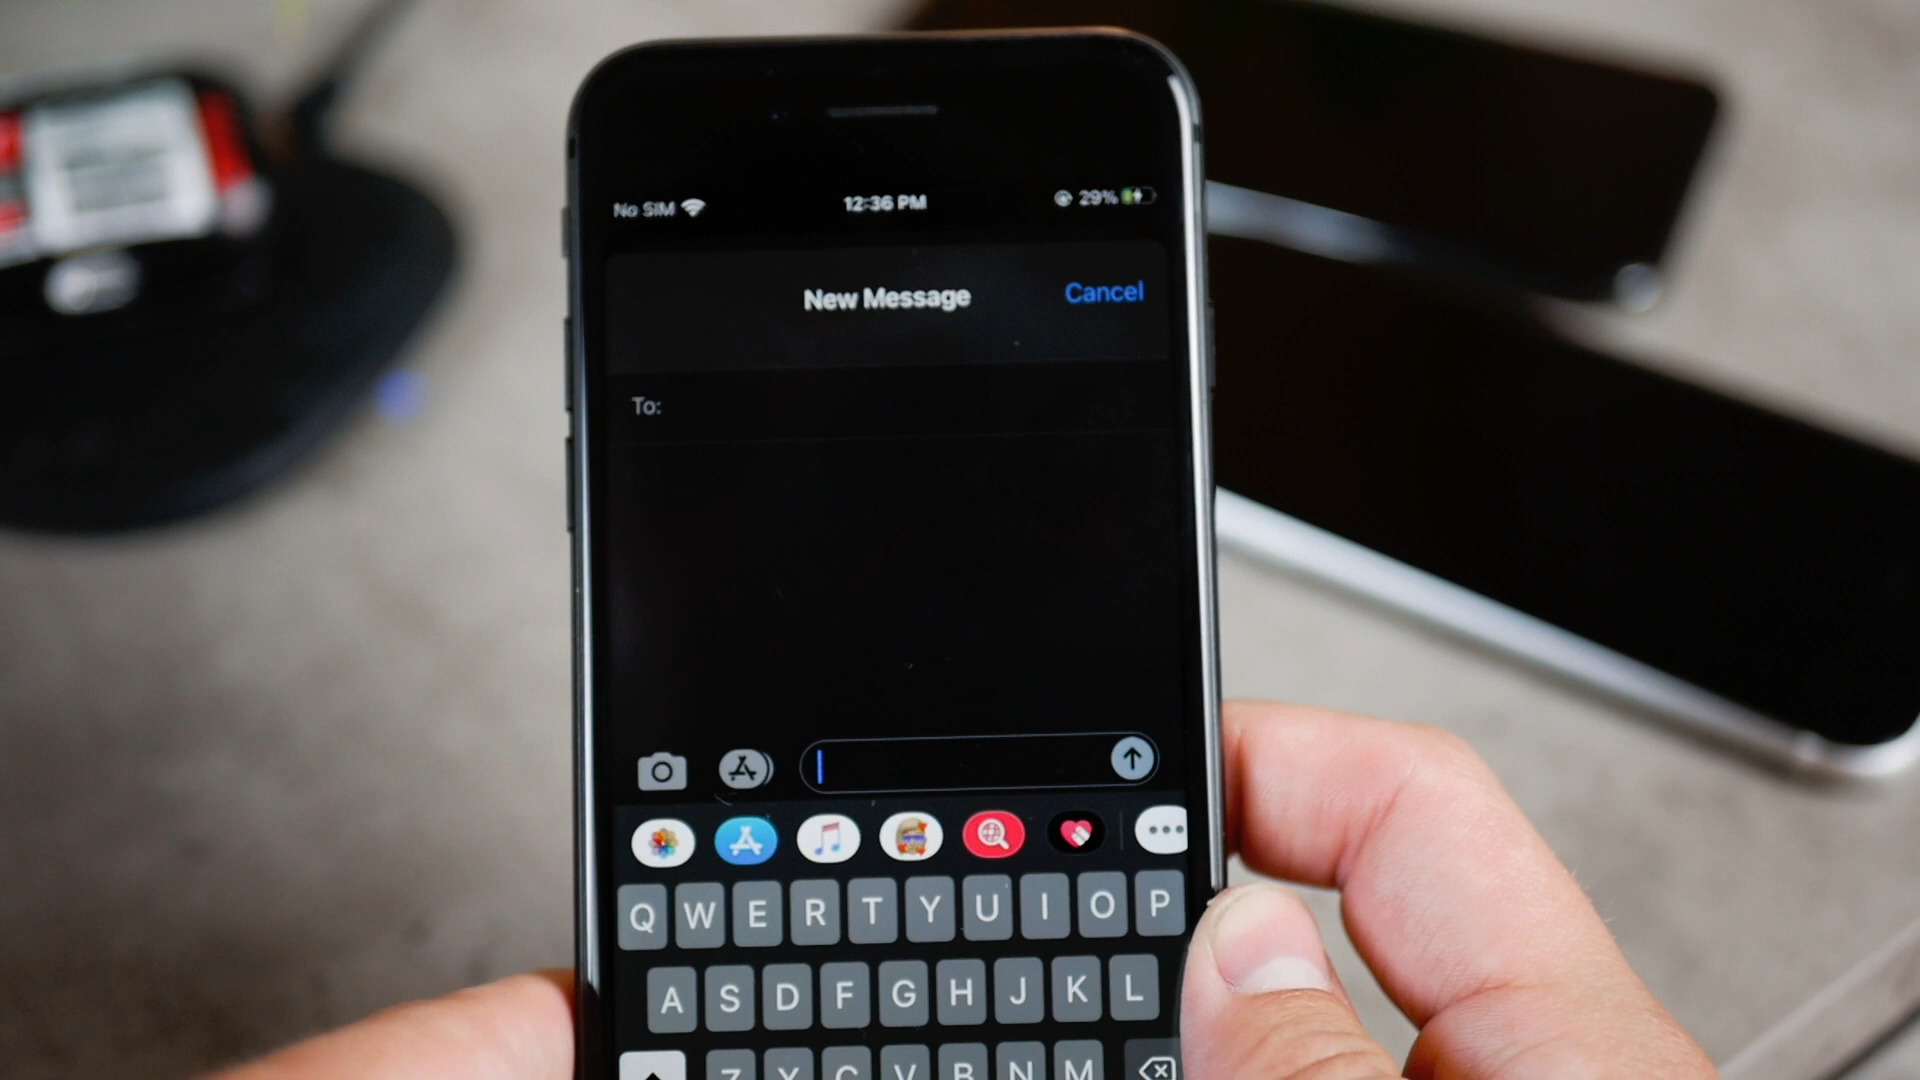 No SIM 12:36 PM 29%
New Message Cancel
To:
Q W E R T Y U I O P
A S D F G H J K L
Z X C V B N M